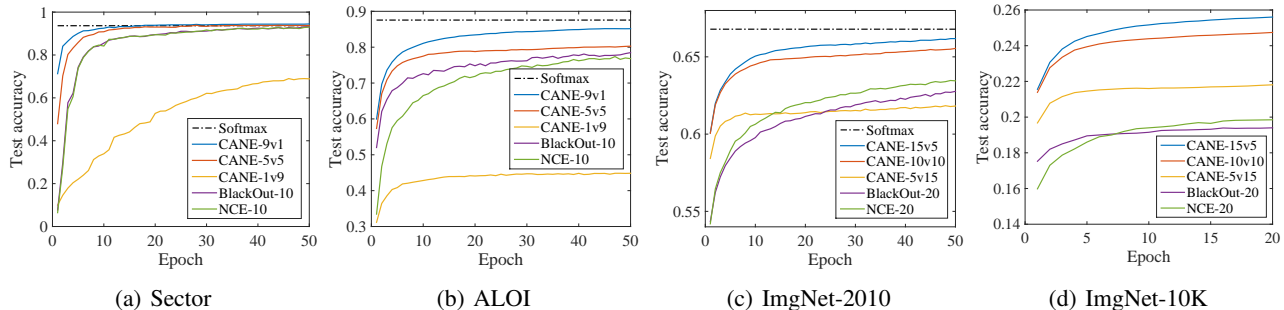 Test accuracy
1
0.8
0.6
0.4
0.2
0
0
10
20
30
40
50
Epoch
Softmax
CANE-9v1
CANE-5v5
CANE-1v9
BlackOut-10
NCE-10
(a) Sector
Test accuracy
0.9
0.8
0.7
0.6
0.5
0.4
0.3
0
10
20
30
40
50
Epoch
Softmax
CANE-9v1
CANE-5v5
CANE-1v9
BlackOut-10
NCE-10
(b) ALOI
Test accuracy
0.65
0.6
0.55
0
10
20
30
40
50
Epoch
Softmax
CANE-15v5
CANE-10v10
CANE-5v15
BlackOut-20
NCE-20
(c) ImgNet-2010
Test accuracy
0.26
0.24
0.22
0.2
0.18
0.16
0.14
0
5
10
15
20
Epoch
CANE-15v5
CANE-10v10
CANE-5v15
BlackOut-20
NCE-20
(d) ImgNet-10K